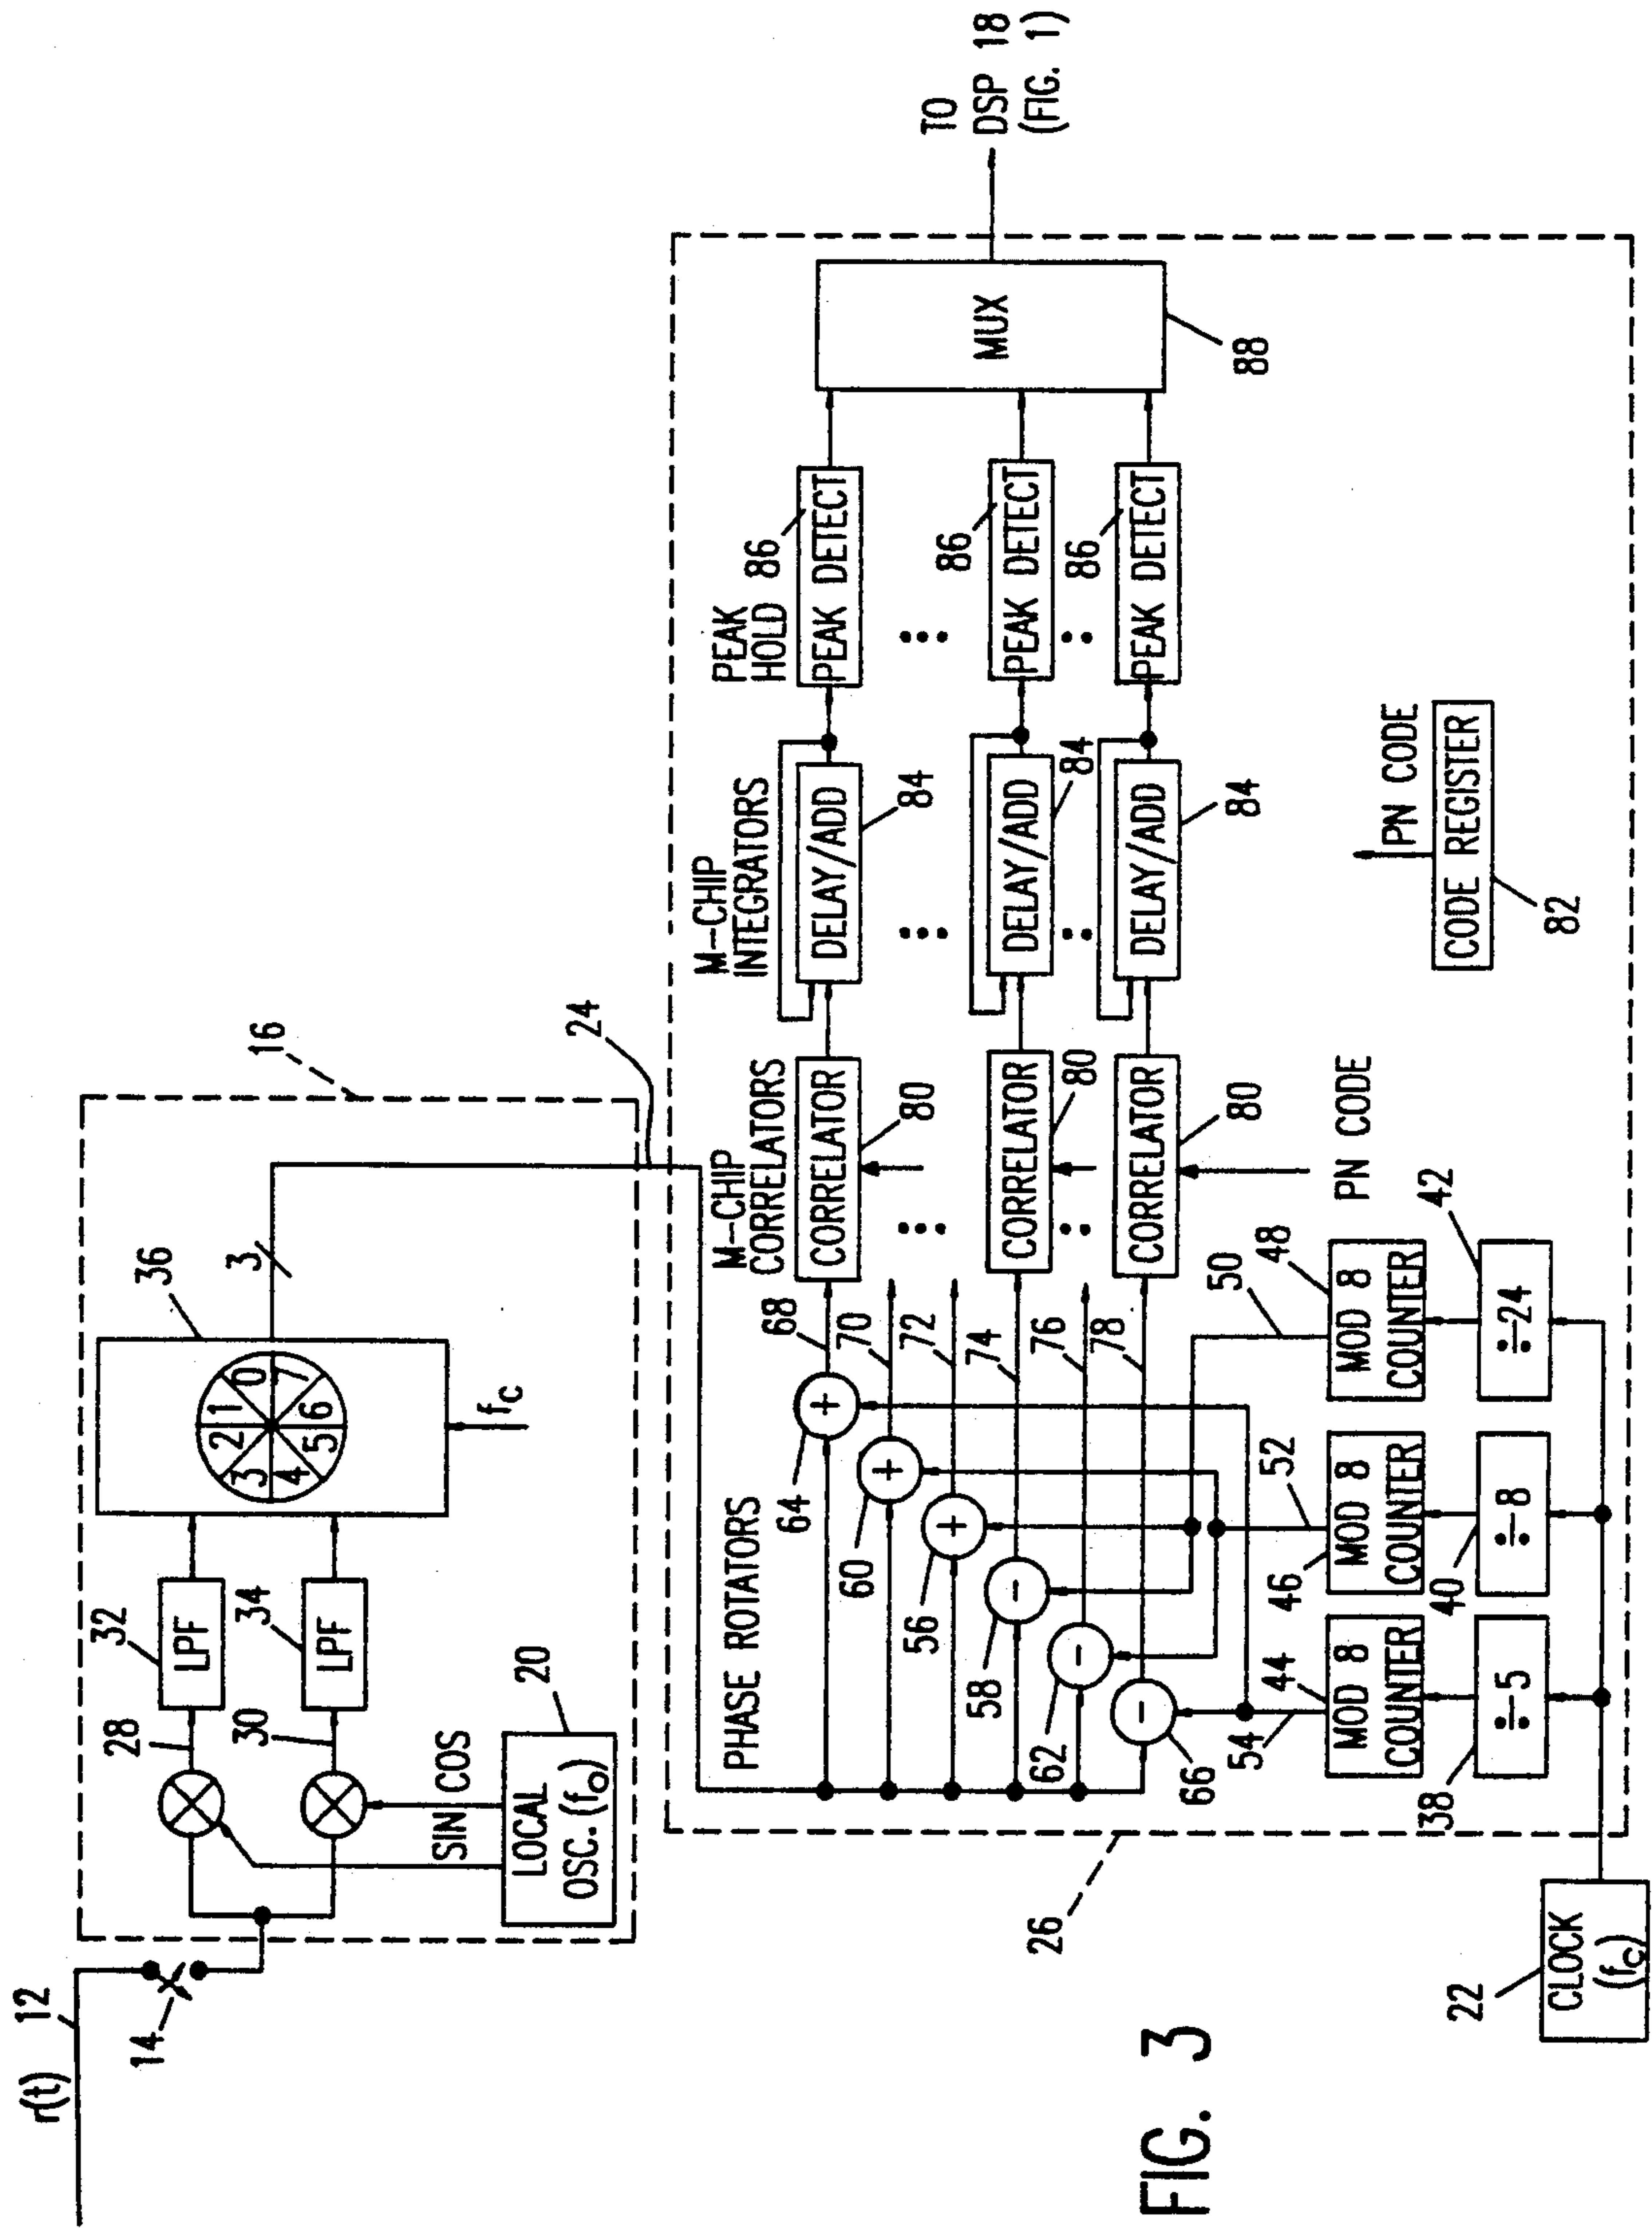 r(t)
12
14
16
28
30
32
34
LPF
LPF
SIN
COS
LOCAL
OSC. (fo)
20
36
0
1
2
3
4
5
6
7
fc
3
24
26
PHASE ROTATORS
64
60
56
58
62
66
+
+
+
-
-
-
68
70
72
74
76
78
M-CHIP
CORRELATORS
CORRELATOR
80
CORRELATOR
80
CORRELATOR
80
PN CODE
M-CHIP
INTEGRATORS
DELAY/ADD
84
DELAY/ADD
84
DELAY/ADD
84
PEAK
HOLD
86
PEAK DETECT
86
PEAK DETECT
86
PEAK DETECT
MUX
88
TO
DSP 18
(FIG. 1)
PN CODE
CODE REGISTER
82
54
52
50
44
MOD 8
COUNTER
46
MOD 8
COUNTER
48
MOD 8
COUNTER
38
÷5
40
÷8
42
÷24
22
CLOCK
(fc)
FIG. 3